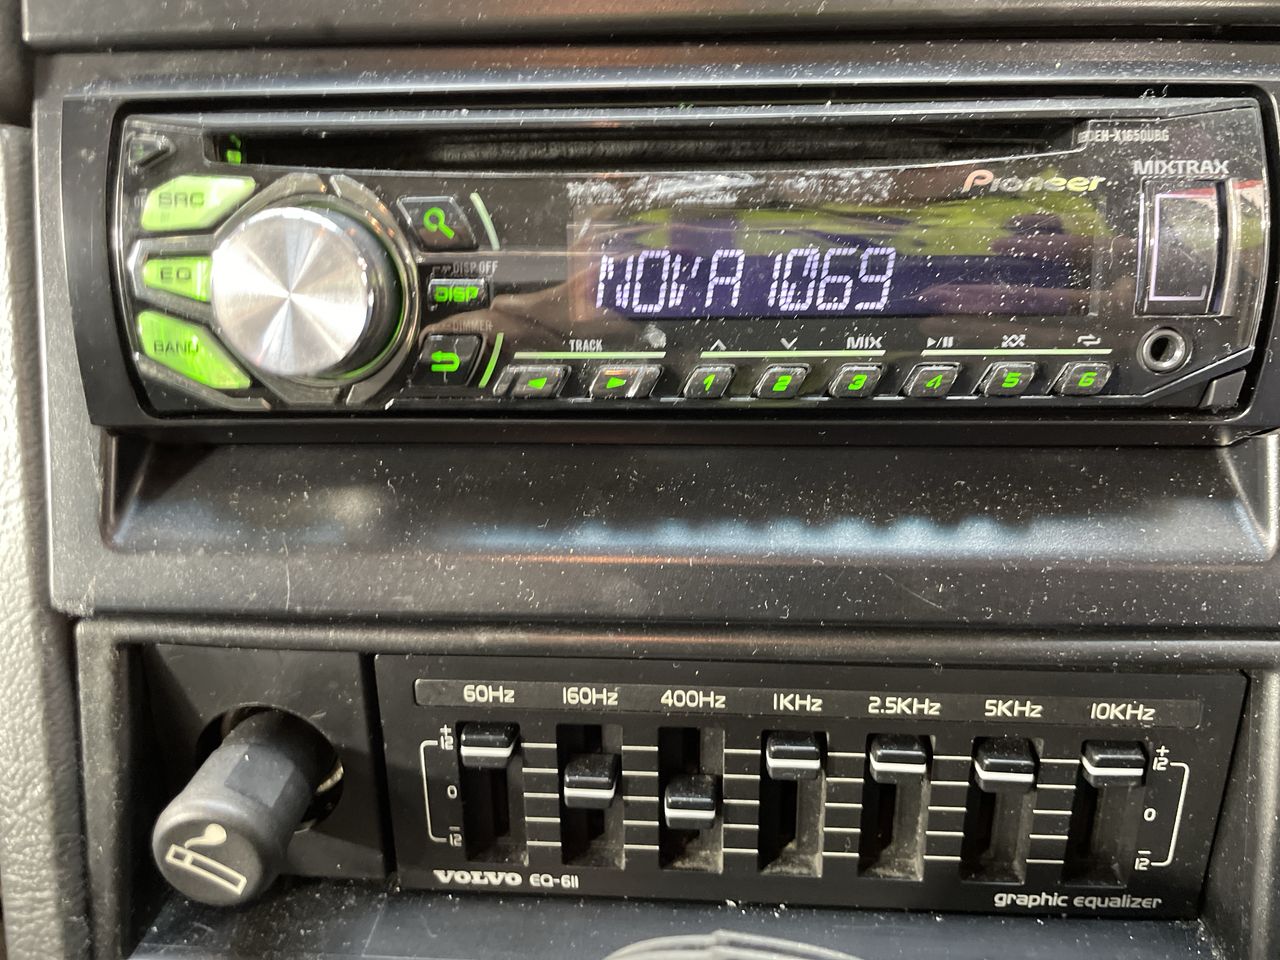 DEH-X1650UBG
MIXTRAX
Pioneer
SRC
EQ
BAND
DISP OFF
DISP
DIMMER
NOVA 1069
TRACK
MIX
1 2 3 4 5 6
60Hz 160Hz 400Hz 1KHz 2.5KHz 5KHz 10KHz
+ 12 + 12
0 0
- 12 - 12
VOLVO EQ-611
graphic equalizer